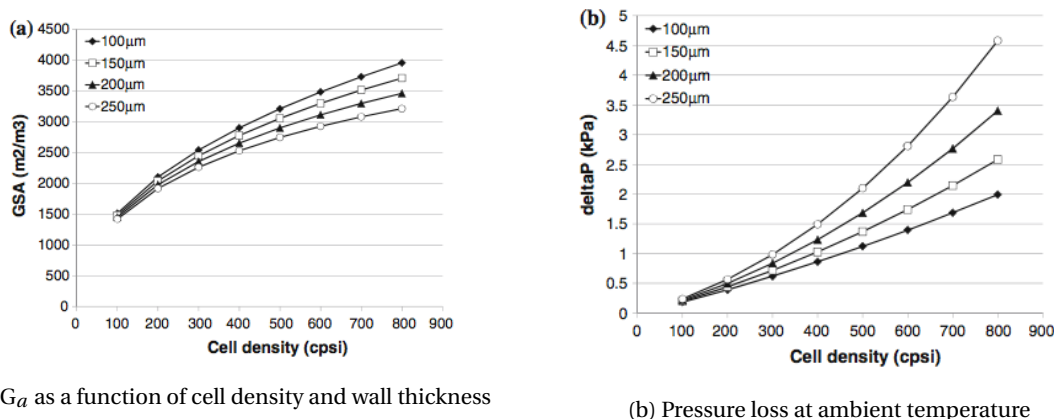 (a)
4500
4000
3500
3000
2500
2000
1500
1000
500
0
GSA (m2/m3)
100μm
150μm
200μm
250μm
0 100 200 300 400 500 600 700 800 900
Cell density (cpsi)
G𝑎 as a function of cell density and wall thickness
(b)
5
4.5
4
3.5
3
2.5
2
1.5
1
0.5
0
deltaP (kPa)
100μm
150μm
200μm
250μm
0 100 200 300 400 500 600 700 800 900
Cell density (cpsi)
(b) Pressure loss at ambient temperature